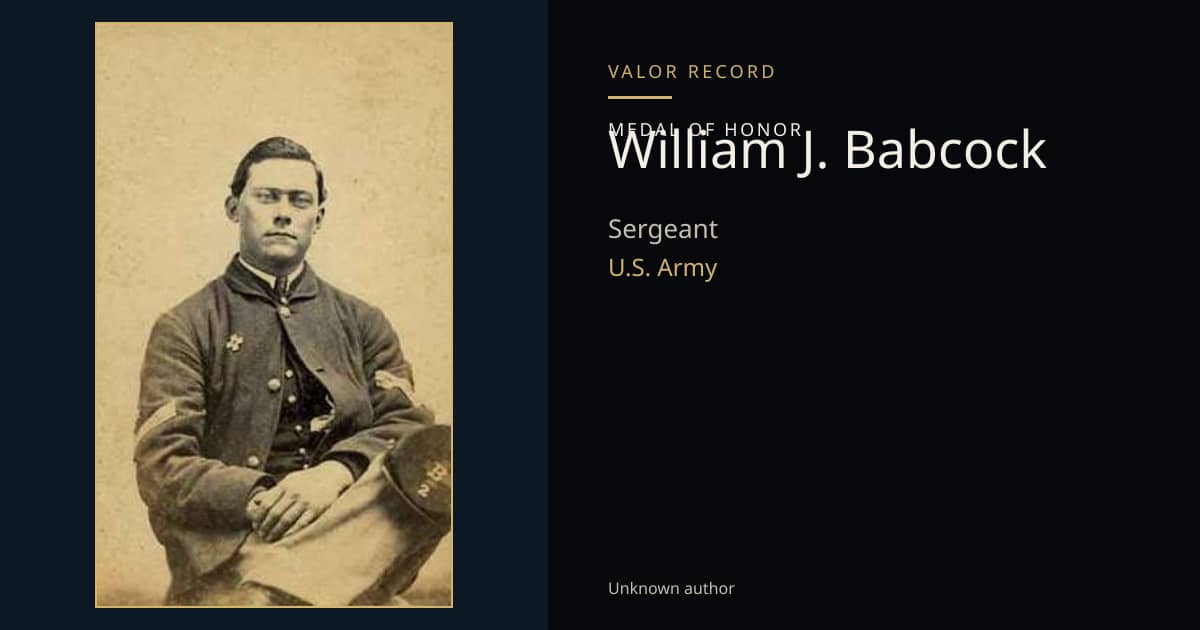 VALOR RECORD
MEDAL OF HONOR
William J. Babcock
Sergeant
U.S. Army
Unknown author